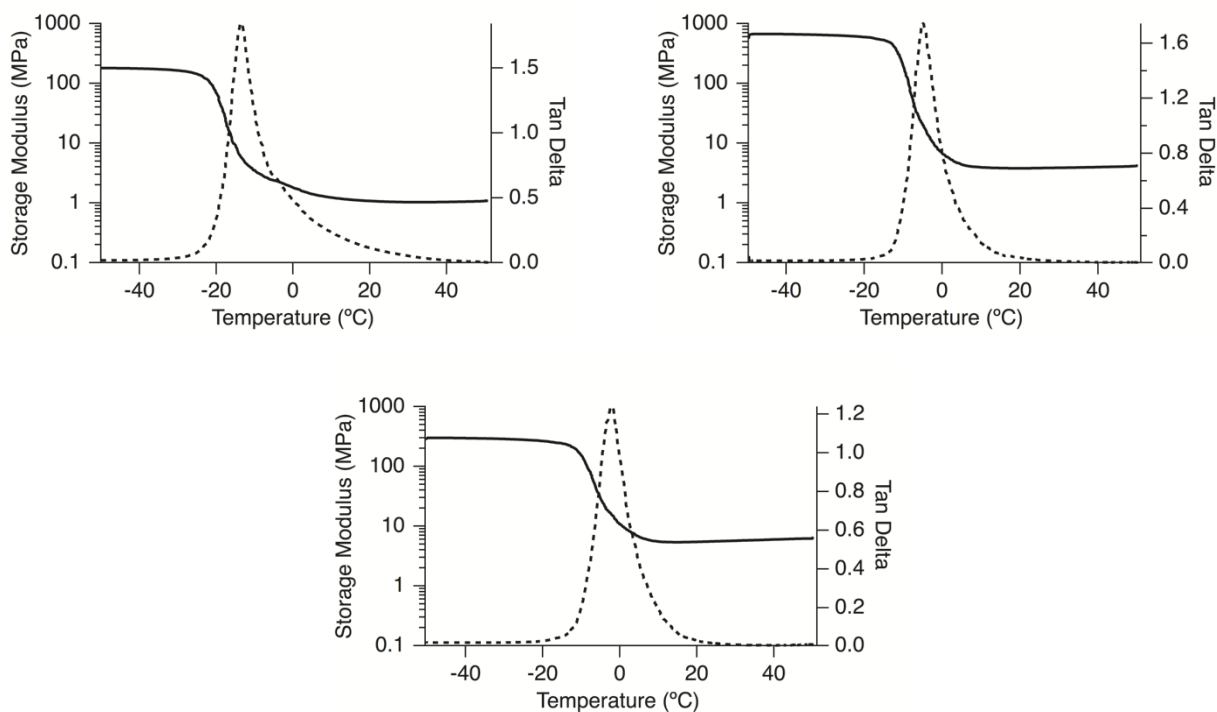 1000
100
10
1
0.1
Storage Modulus (MPa)
1.5
1.0
0.5
0.0
Tan Delta
-40 -20 0 20 40
Temperature (ºC)
1000
100
10
1
0.1
Storage Modulus (MPa)
1.6
1.2
0.8
0.4
0.0
Tan Delta
-40 -20 0 20 40
Temperature (ºC)
1000
100
10
1
0.1
Storage Modulus (MPa)
1.2
1.0
0.8
0.6
0.4
0.2
0.0
Tan Delta
-40 -20 0 20 40
Temperature (ºC)